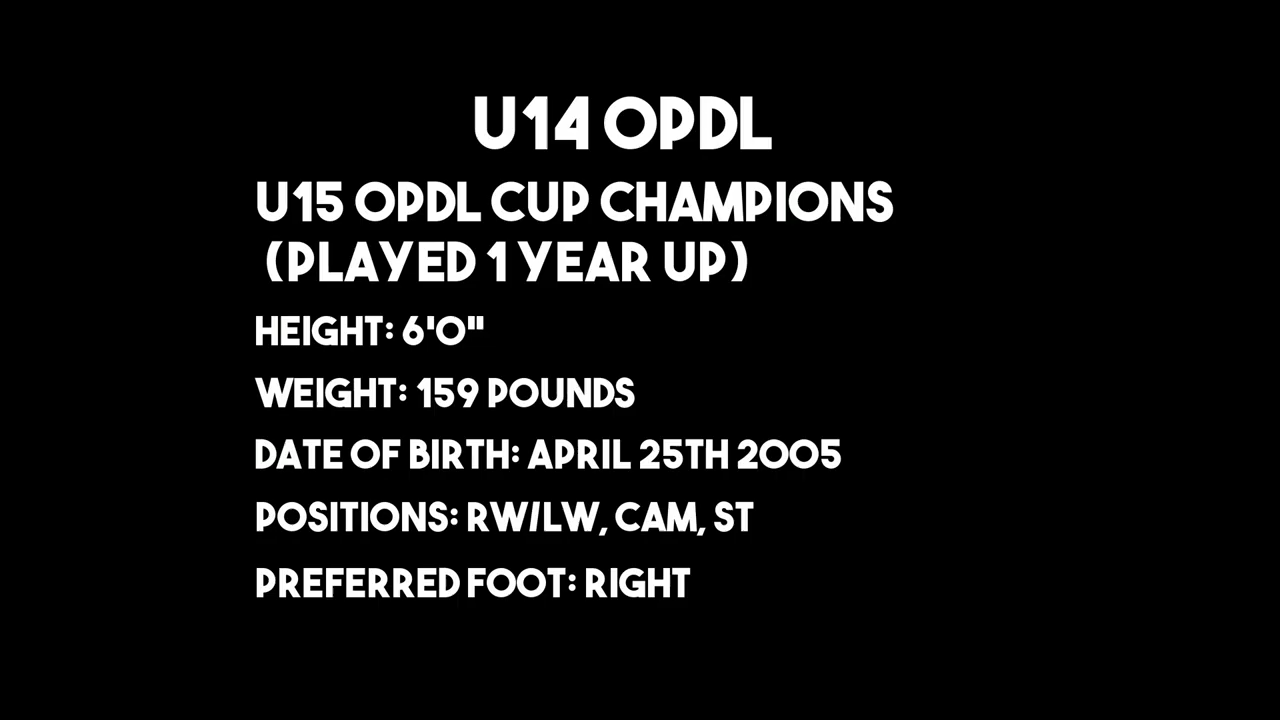 U14 OPDL
U15 OPDL CUP CHAMPIONS
(PLAYED 1 YEAR UP)
HEIGHT: 6'0"
WEIGHT: 159 POUNDS
DATE OF BIRTH: APRIL 25TH 2005
POSITIONS: RW/LW, CAM, ST
PREFERRED FOOT: RIGHT